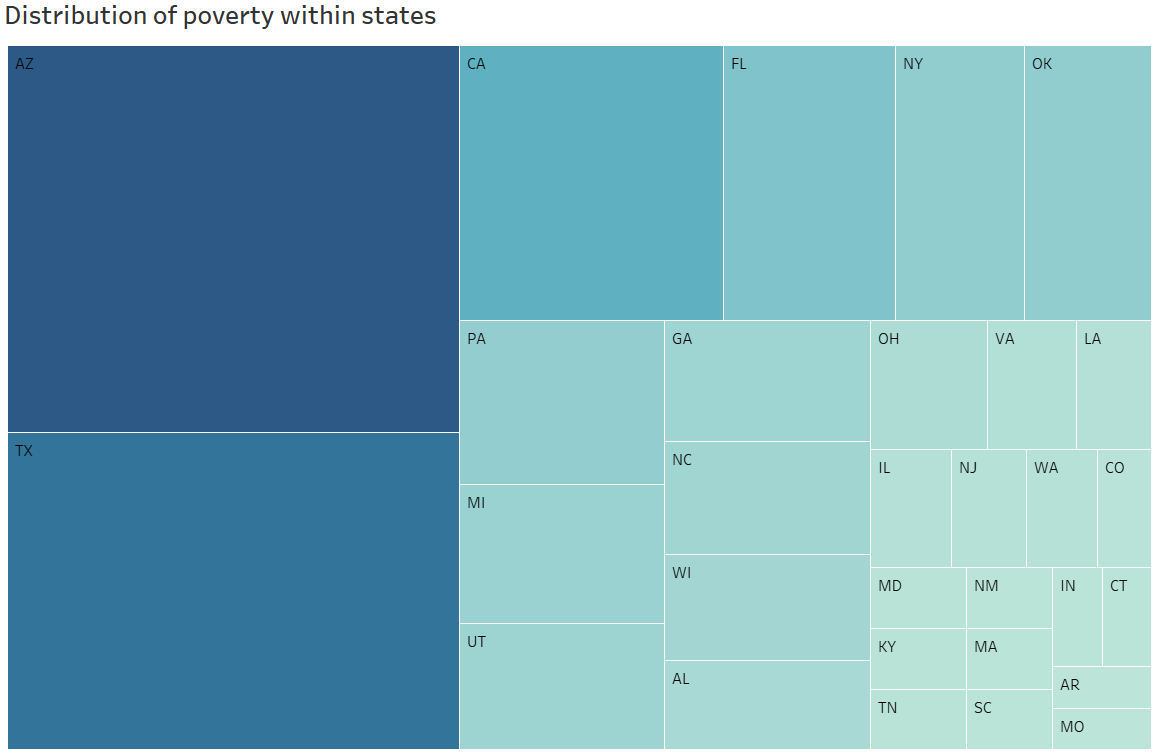 Distribution of poverty within states
AZ
TX
CA
FL
NY
OK
PA
MI
UT
GA
NC
WI
AL
OH
VA
LA
IL
NJ
WA
CO
MD
NM
KY
MA
TN
SC
IN
CT
AR
MO